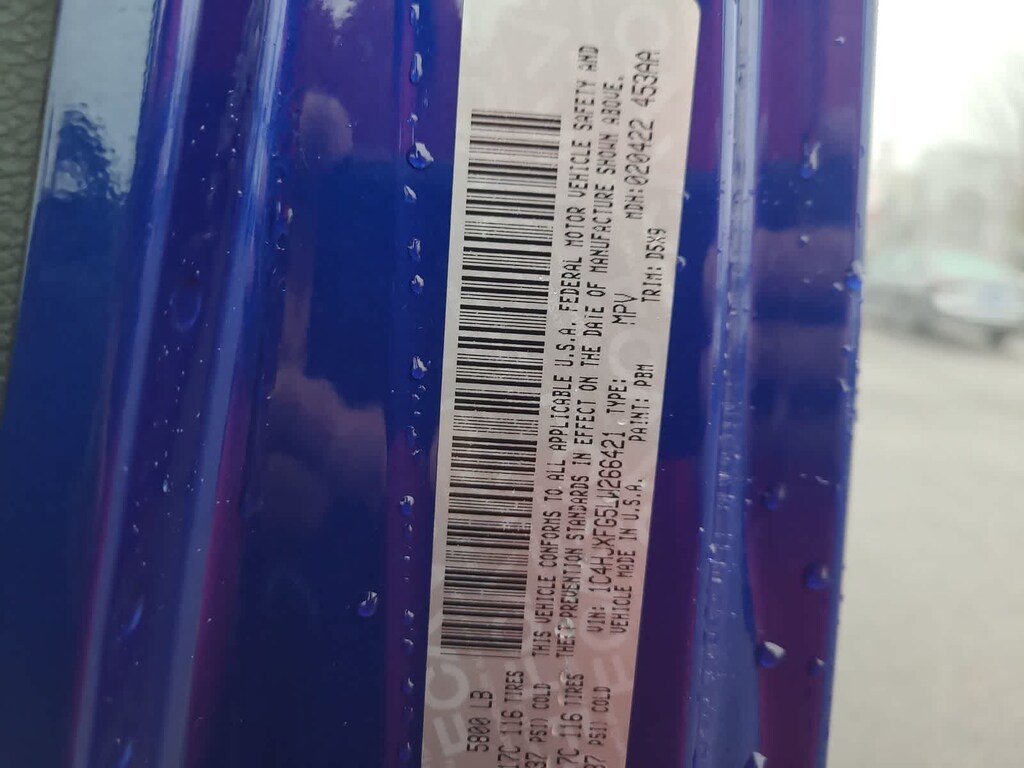 5800 LB
17C 116 TIRES
37 PSI) COLD
7C 116 TIRES
37 PSI) COLD
THIS VEHICLE CONFORMS TO ALL APPLICABLE U.S.A. FEDERAL MOTOR VEHICLE SAFETY AND
THEFT PREVENTION STANDARDS IN EFFECT ON THE DATE OF MANUFACTURE SHOWN ABOVE.
VIN: 1C4HJXFG5LW266421 TYPE: MPV MDH:020422 453AA
VEHICLE MADE IN U.S.A. PAINT: PBM TRIM: D5X9